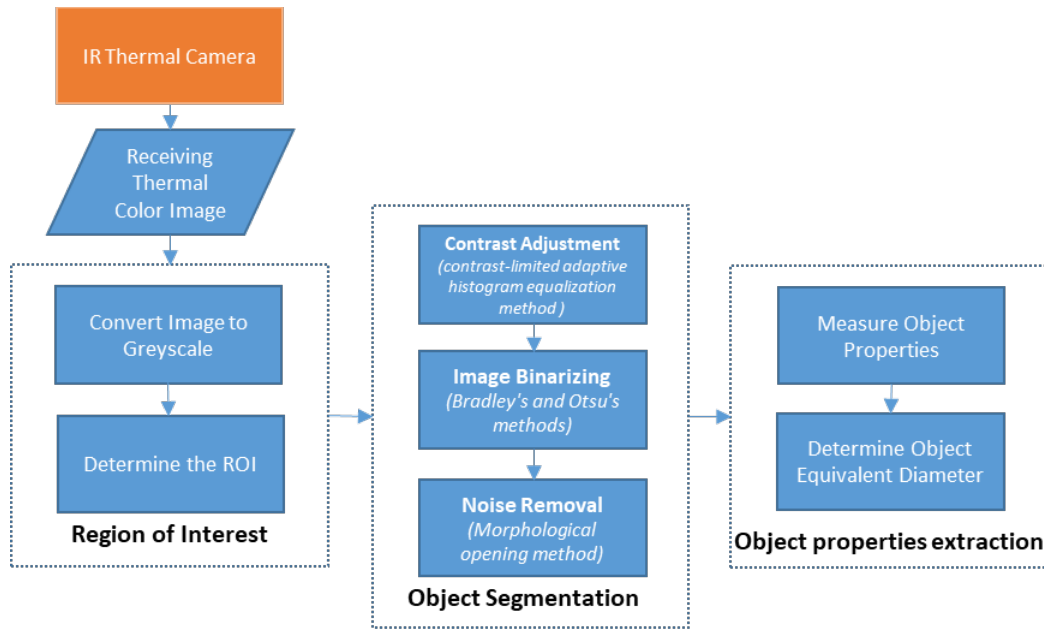 IR Thermal Camera
Receiving
Thermal
Color Image
Convert Image to
Greyscale
Determine the ROI
Region of Interest
Contrast Adjustment
(contrast-limited adaptive
histogram equalization
method )
Image Binarizing
(Bradley's and Otsu's
methods)
Noise Removal
(Morphological
opening method)
Object Segmentation
Measure Object
Properties
Determine Object
Equivalent Diameter
Object properties extraction